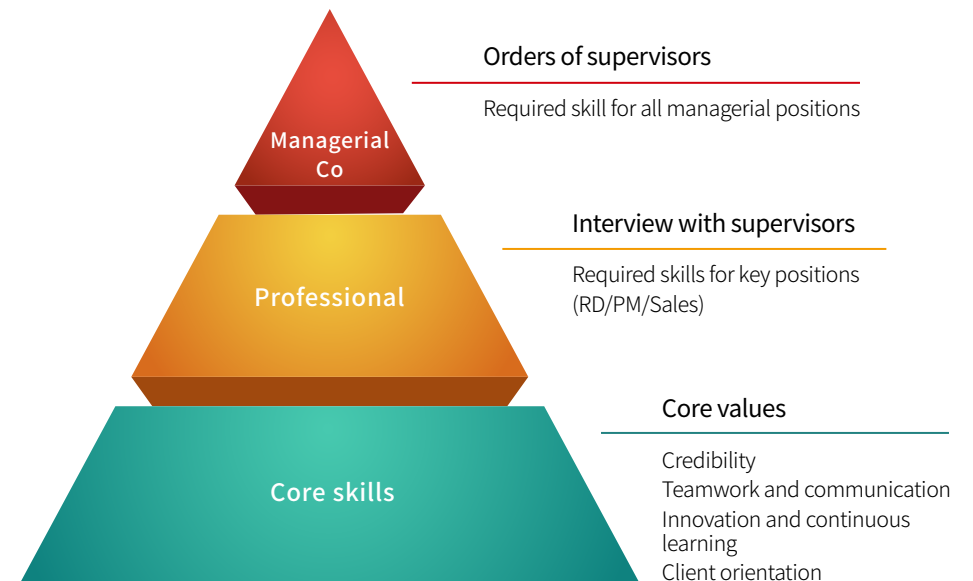 Orders of supervisors
Required skill for all managerial positions
Managerial
Co
Interview with supervisors
Required skills for key positions
(RD/PM/Sales)
Professional
Core values
Credibility
Teamwork and communication
Innovation and continuous
learning
Client orientation
Core skills